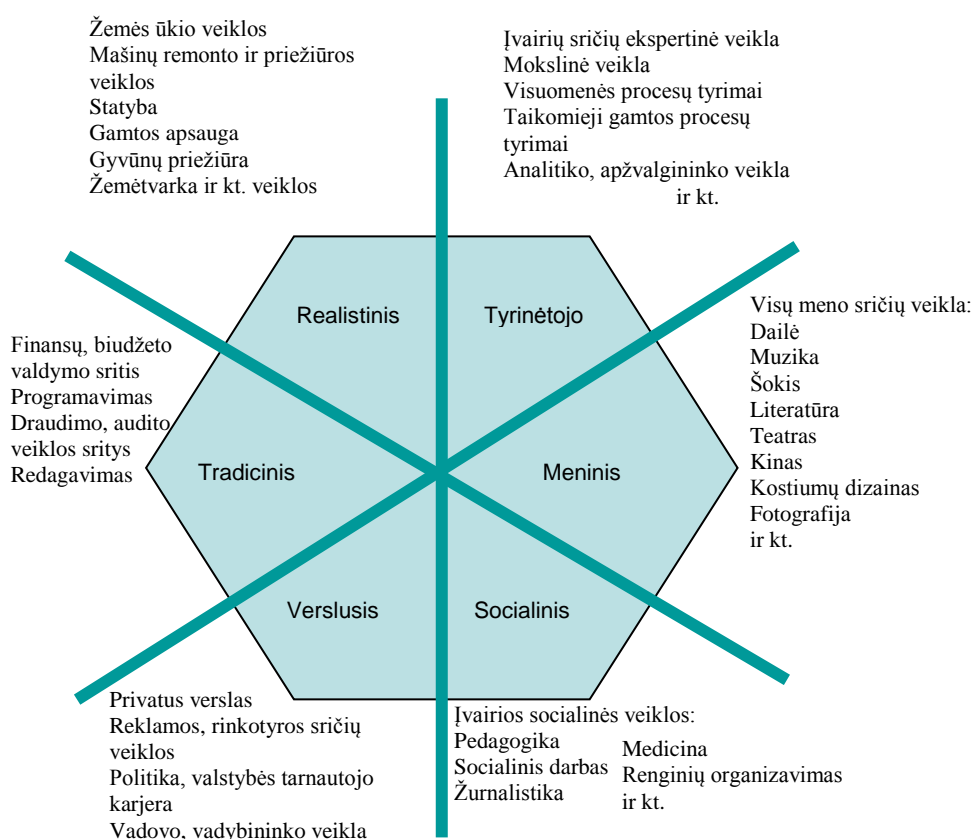 Žemės ūkio veiklos
Mašinų remonto ir priežiūros
veiklos
Statyba
Gamtos apsauga
Gyvūnų priežiūra
Žemėtvarka ir kt. veiklos
Įvairių sričių ekspertinė veikla
Mokslinė veikla
Visuomenės procesų tyrimai
Taikomieji gamtos procesų
tyrimai
Analitiko, apžvalgininko veikla
ir kt.
Realistinis
Tyrinėtojo
Finansų, biudžeto
valdymo sritis
Programavimas
Draudimo, audito
veiklos sritys
Redagavimas
Tradicinis
Meninis
Visų meno sričių veikla:
Dailė
Muzika
Šokis
Literatūra
Teatras
Kinas
Kostiumų dizainas
Fotografija
ir kt.
Verslusis
Socialinis
Privatus verslas
Reklamos, rinkotyros sričių
veiklos
Politika, valstybės tarnautojo
karjera
Vadovo, vadybininko veikla
Įvairios socialinės veiklos:
Pedagogika
Socialinis darbas
Žurnalistika
Medicina
Renginių organizavimas
ir kt.